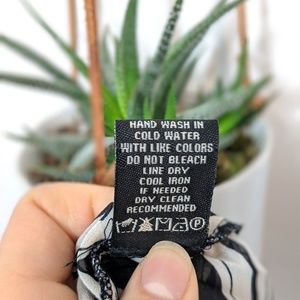 HAND WASH IN
COLD WATER
WITH LIKE COLORS
DO NOT BLEACH
LINE DRY
COOL IRON
IF NEEDED
DRY CLEAN
RECOMMENDED